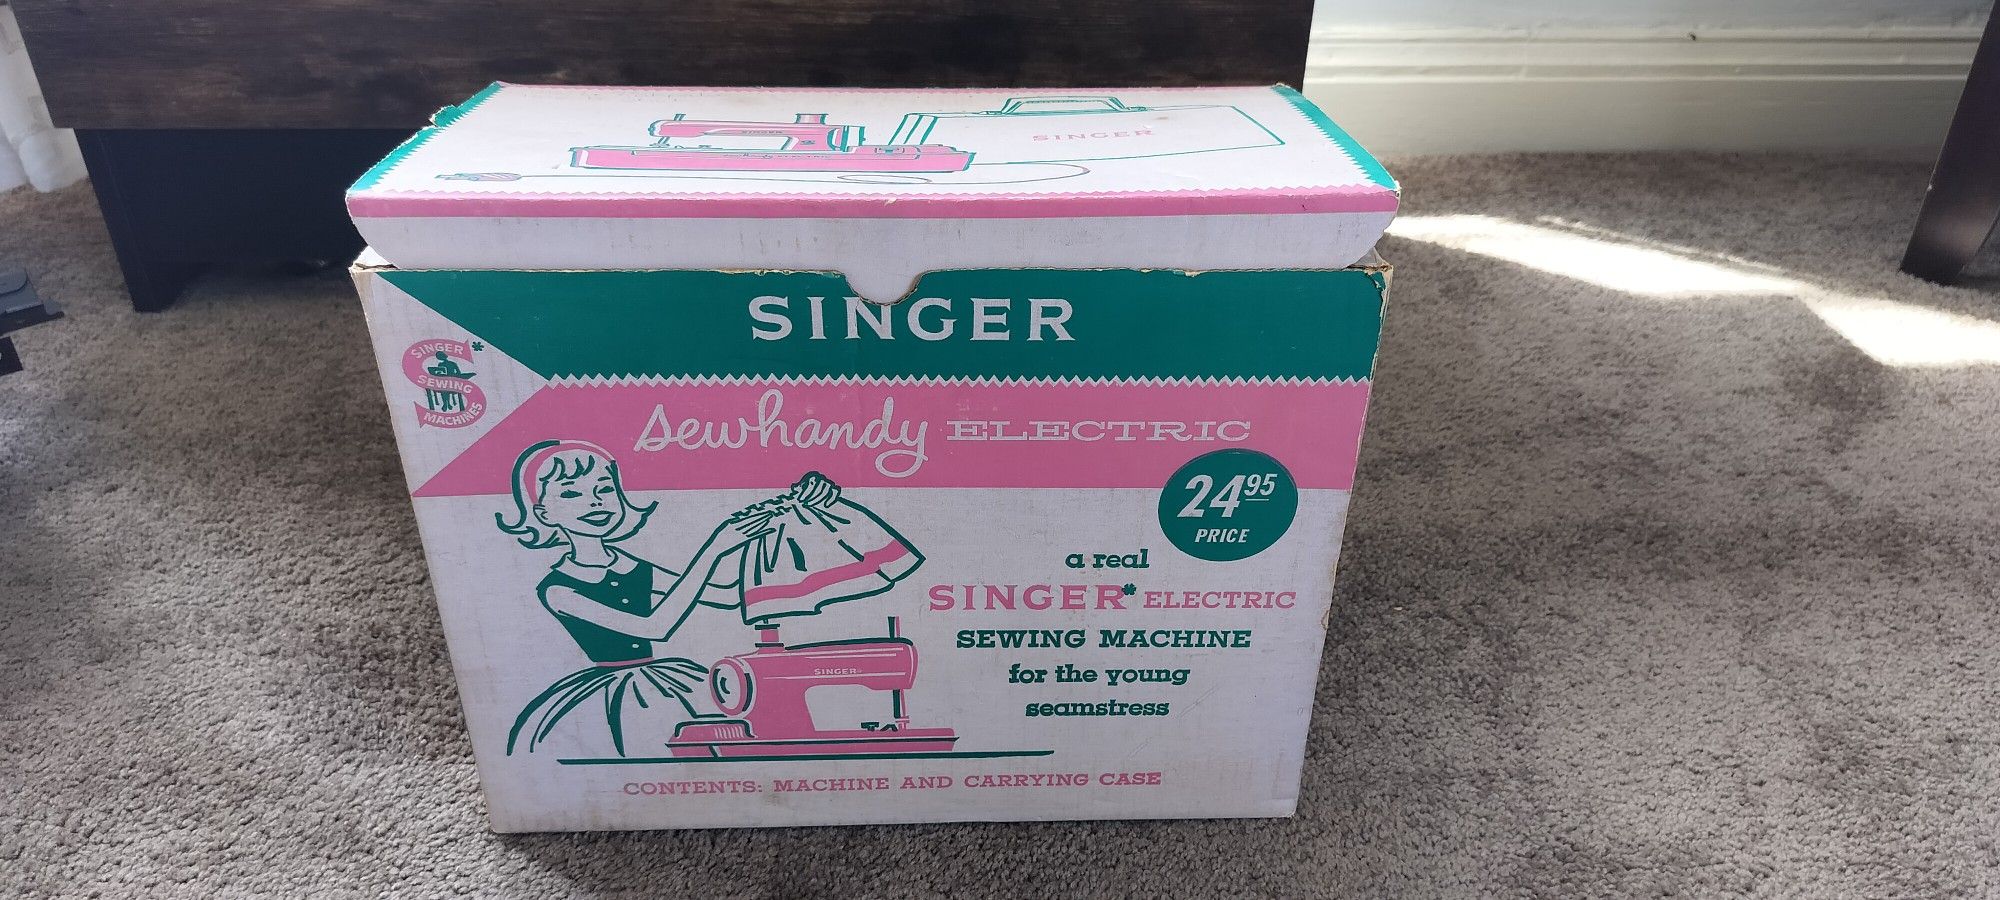 SINGER
SINGER
SINGER
SINGER*
SEWING
MACHINES
sewhandy ELECTRIC
24 95
PRICE
a real
SINGER* ELECTRIC
SEWING MACHINE
for the young
seamstress
SINGER
CONTENTS: MACHINE AND CARRYING CASE